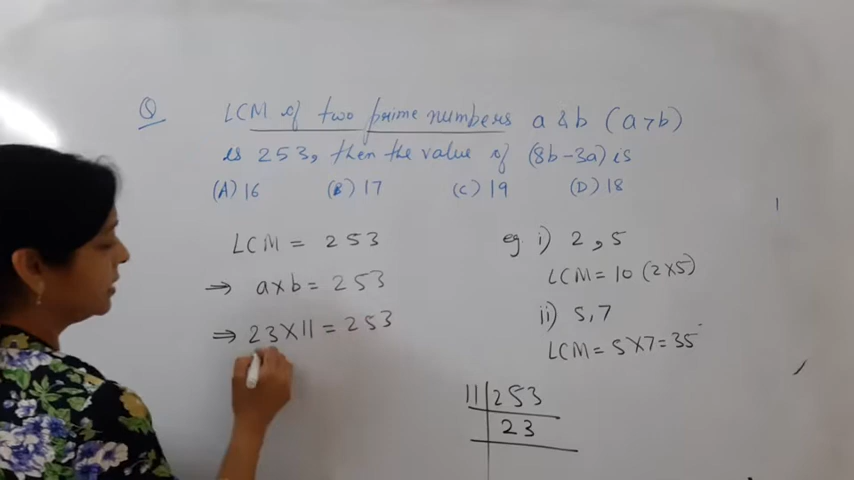 Q LCM of two prime numbers a & b (a>b)
is 253, then the value of (8b-3a) is
(A) 16 (B) 17 (C) 19 (D) 18
LCM = 253
⇒ a×b = 253
⇒ 23×11 = 253
eg i) 2, 5
LCM = 10 (2×5)
ii) 5, 7
LCM = 5×7 = 35
11 | 253
23